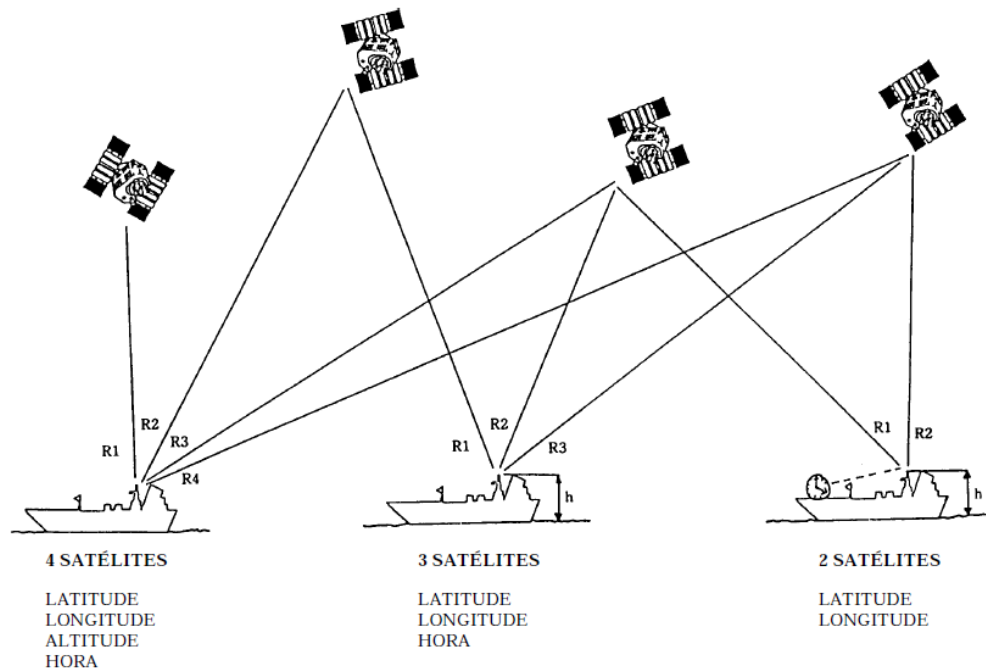 R1
R2
R3
R4
R1
R2
R3
h
R1
R2
h
4 SATÉLITES
LATITUDE
LONGITUDE
ALTITUDE
HORA
3 SATÉLITES
LATITUDE
LONGITUDE
HORA
2 SATÉLITES
LATITUDE
LONGITUDE